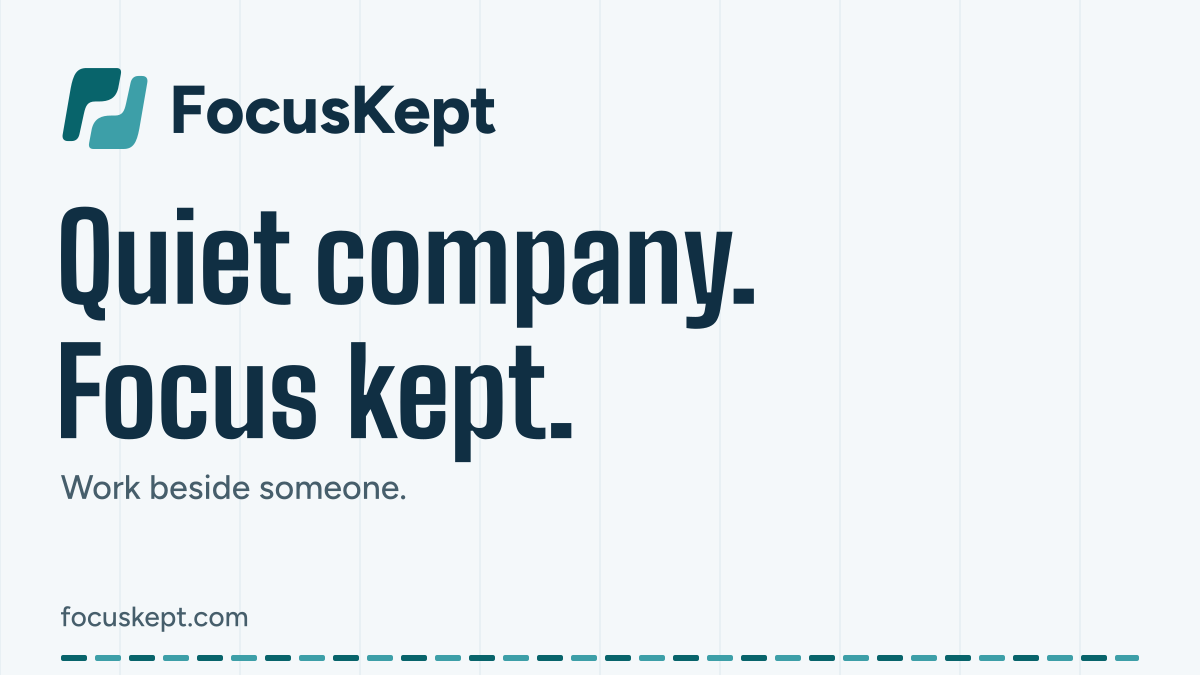 FocusKept
Quiet company.
Focus kept.
Work beside someone.
focuskept.com